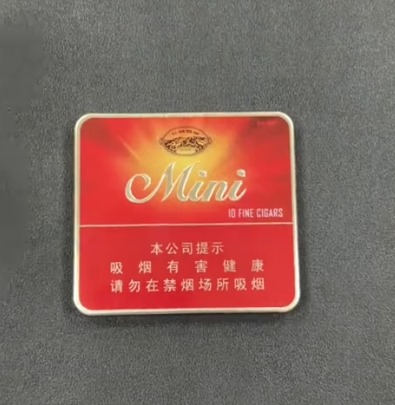 Mini
10 FINE CIGARS
本公司提示
吸烟有害健康
请勿在禁烟场所吸烟